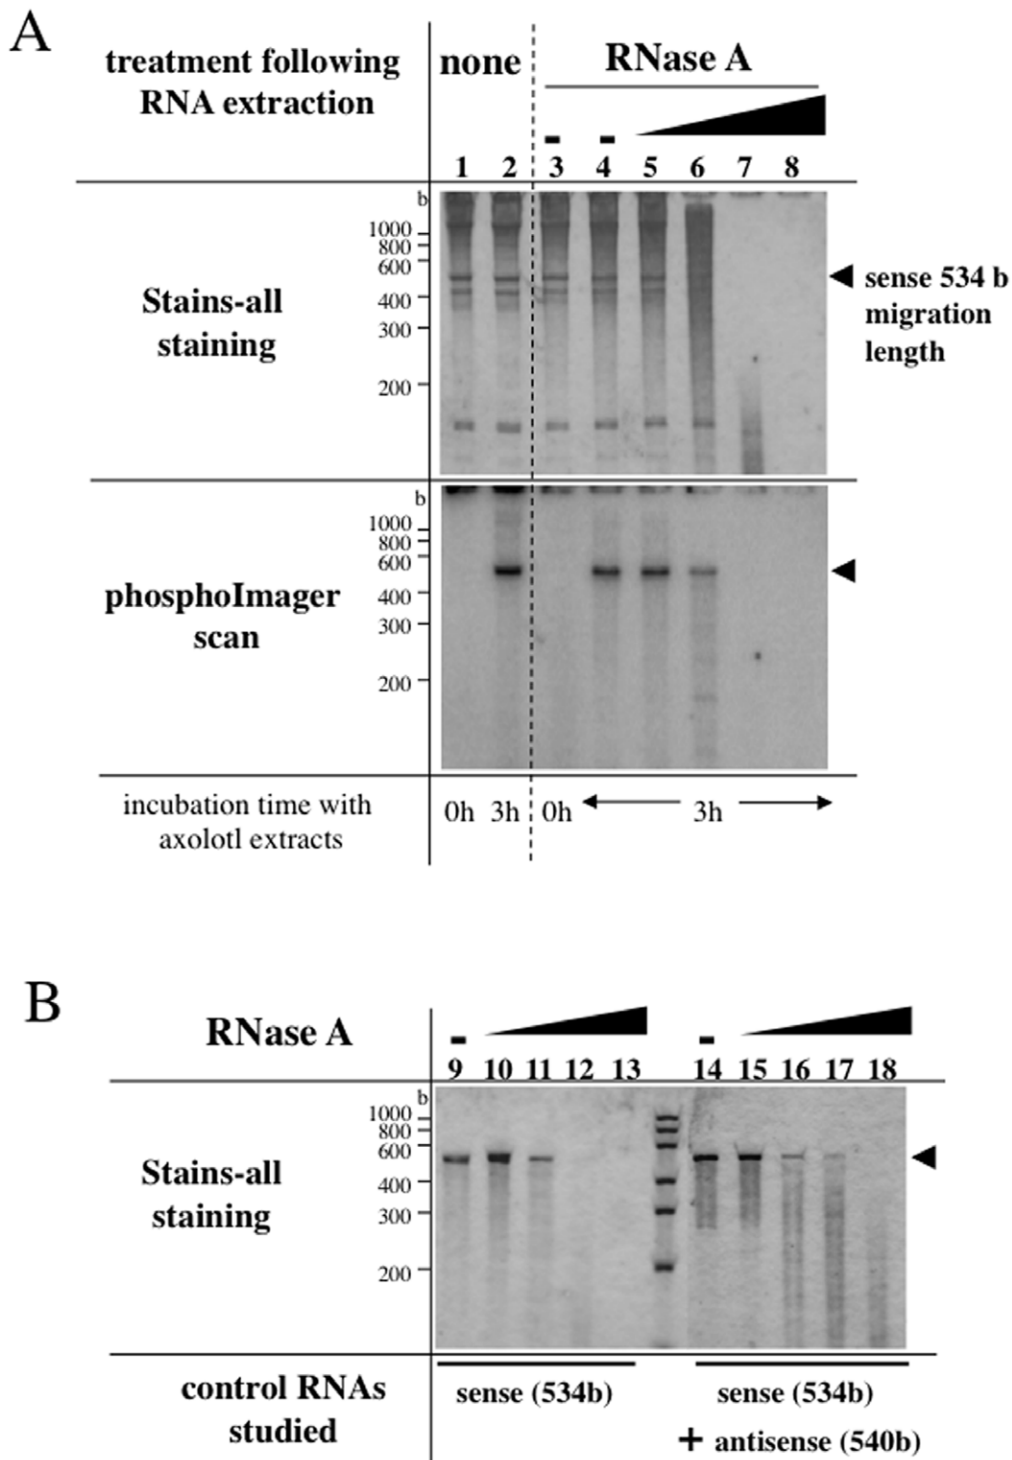 A
treatment following
RNA extraction
none
RNase A
- -
1 2 3 4 5 6 7 8
Stains-all
staining
b
1000
800
600
400
300
200
sense 534 b
migration
length
phosphoImager
scan
b
1000
800
600
400
300
200
incubation time with
axolotl extracts
0h 3h 0h 3h
B
RNase A
- -
9 10 11 12 13 14 15 16 17 18
Stains-all
staining
b
1000
800
600
400
300
200
control RNAs
studied
sense (534b)
sense (534b)
+ antisense (540b)